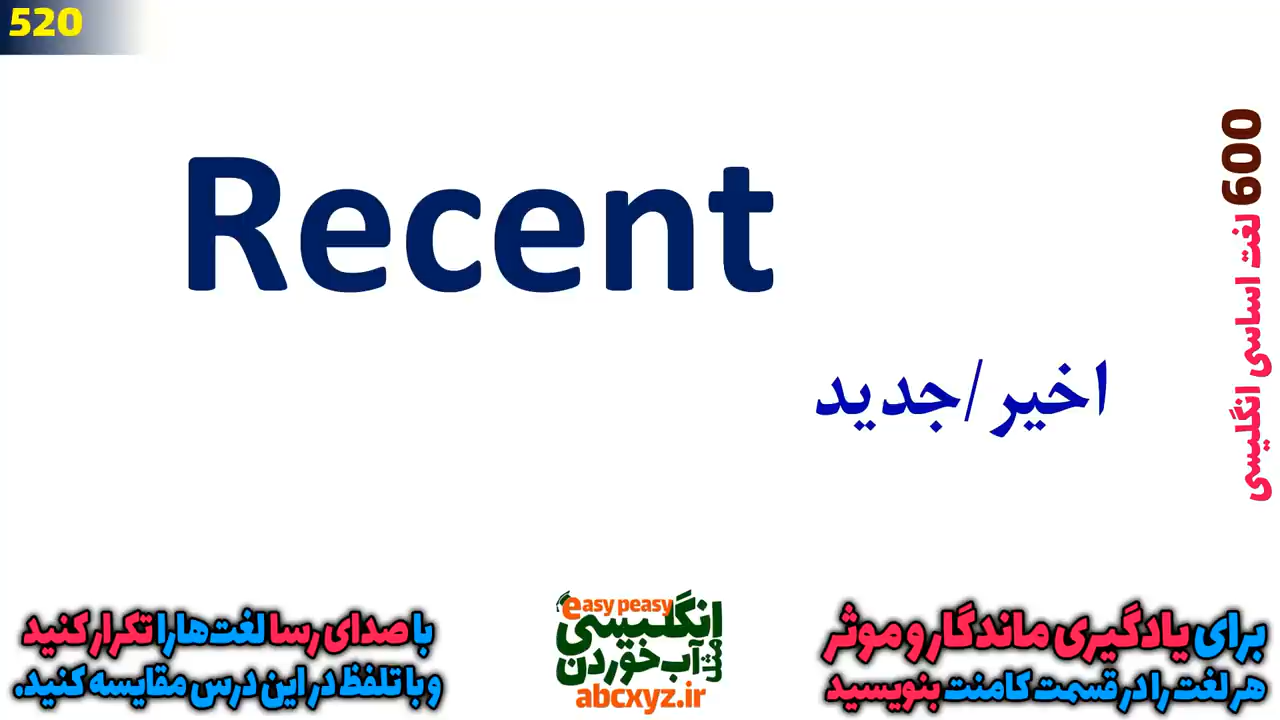 520
Recent
اخیر/جدید
600 لغت اساسی انگلیسی
برای یادگیری ماندگار و موثر
هر لغت را در قسمت کامنت بنویسید
easy peasy
انگلیسی
مثل آب خوردن
abcxyz.ir
با صدای رسا لغت‌ها را تکرار کنید
و با تلفظ در این درس مقایسه کنید.